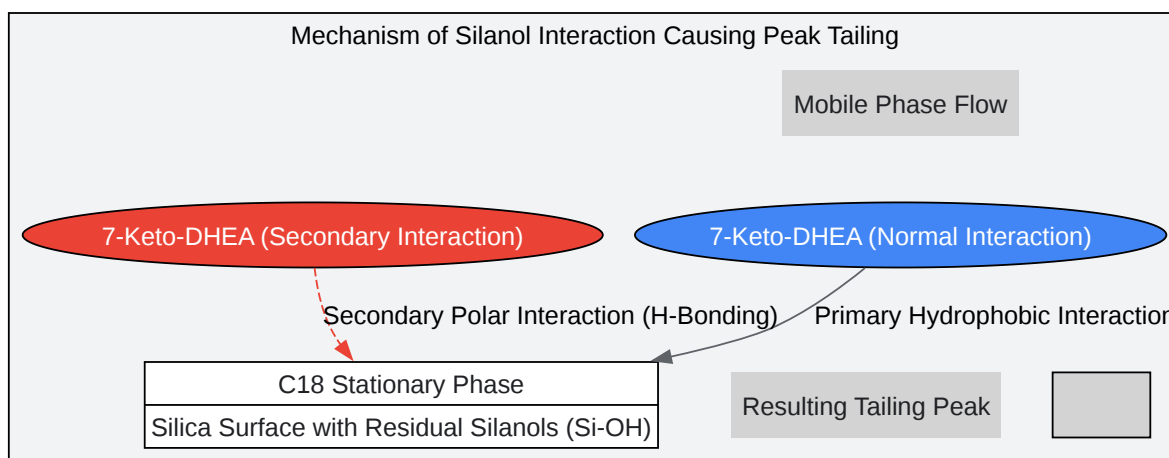 Mechanism of Silanol Interaction Causing Peak Tailing
Mobile Phase Flow
7-Keto-DHEA (Secondary Interaction)
7-Keto-DHEA (Normal Interaction)
Secondary Polar Interaction (H-Bonding)
Primary Hydrophobic Interaction
C18 Stationary Phase
Silica Surface with Residual Silanols (Si-OH)
Resulting Tailing Peak